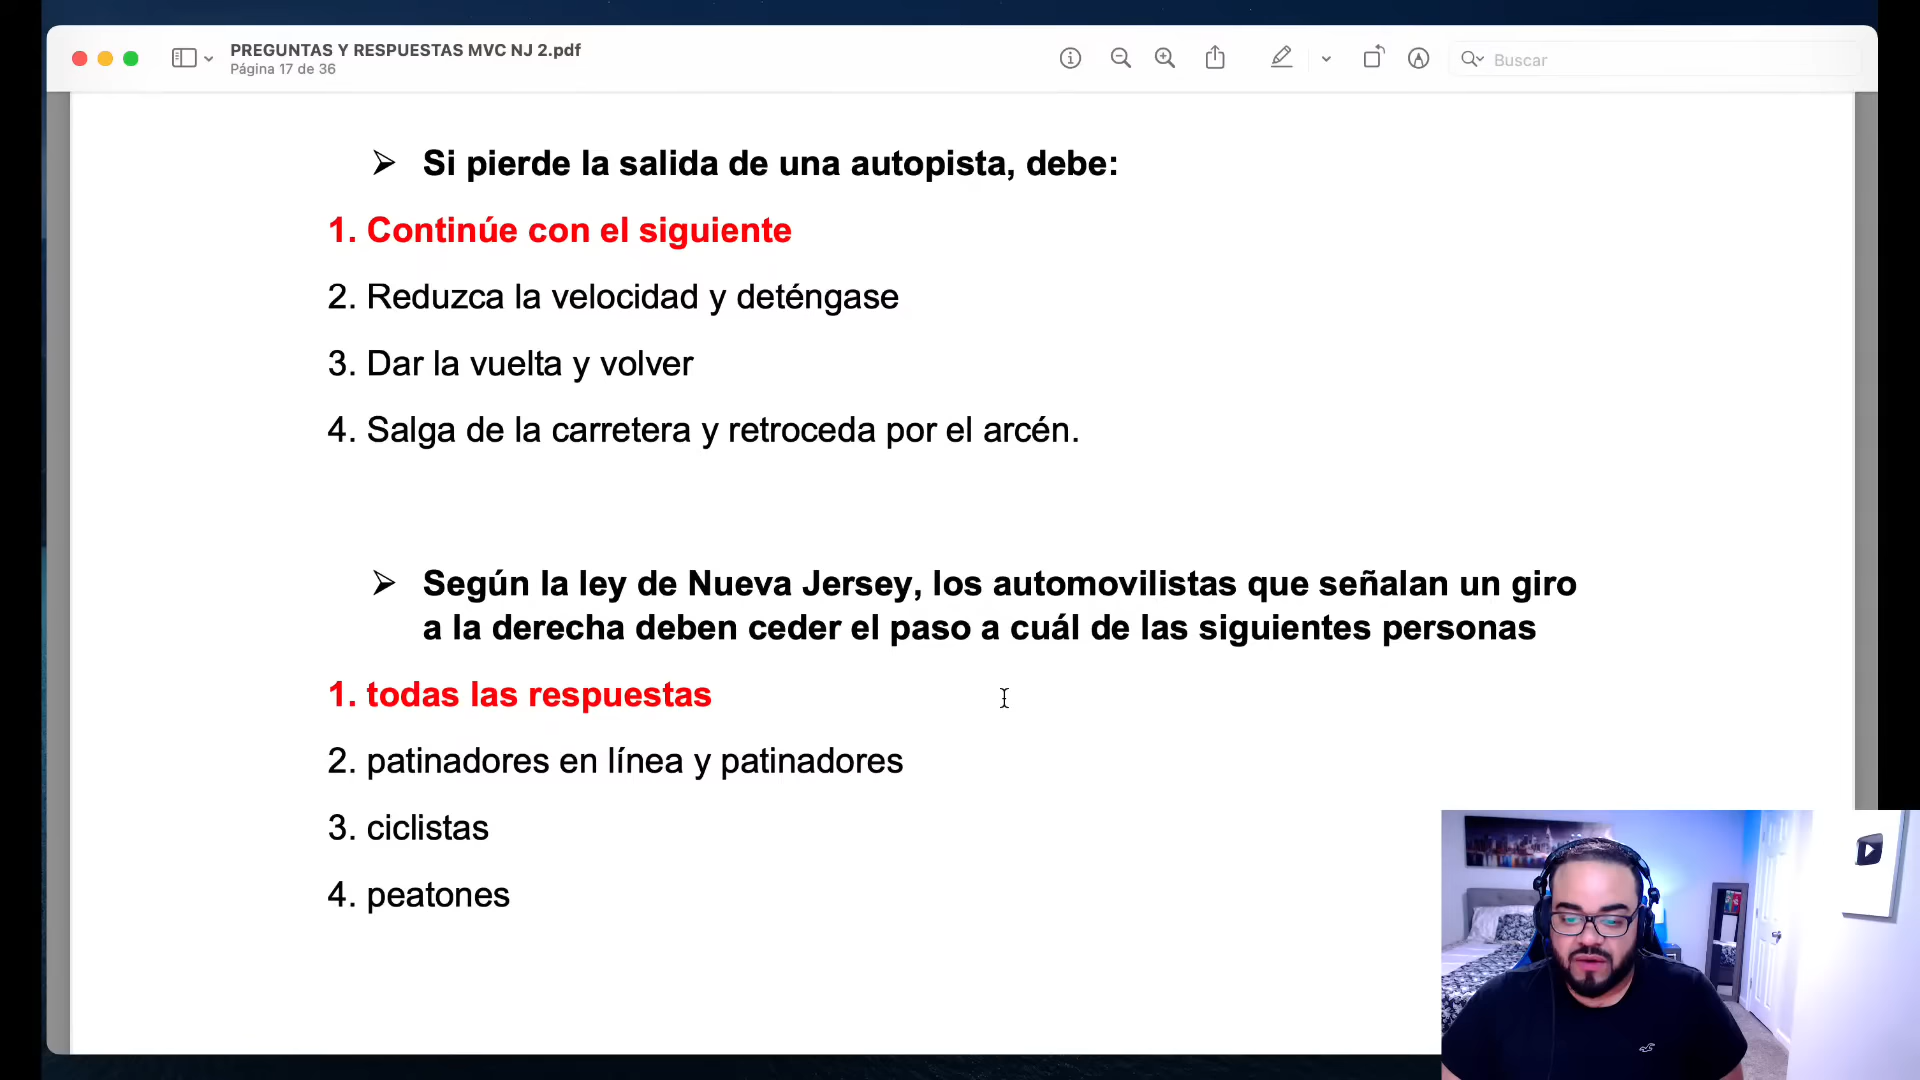 PREGUNTAS Y RESPUESTAS MVC NJ 2.pdf
Página 17 de 36
Buscar
➢ Si pierde la salida de una autopista, debe:
1. Continúe con el siguiente
2. Reduzca la velocidad y deténgase
3. Dar la vuelta y volver
4. Salga de la carretera y retroceda por el arcén.
➢ Según la ley de Nueva Jersey, los automovilistas que señalan un giro
a la derecha deben ceder el paso a cuál de las siguientes personas
1. todas las respuestas
2. patinadores en línea y patinadores
3. ciclistas
4. peatones